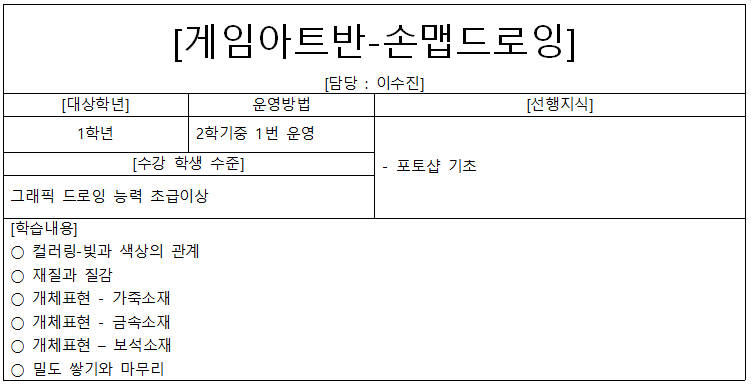 [게임아트반-손맵드로잉]
[담당 : 이수진]
[대상학년] 운영방법 [선행지식]
1학년 2학기중 1번 운영
- 포토샵 기초
[수강 학생 수준]
그래픽 드로잉 능력 초급이상
[학습내용]
○ 컬러링-빛과 색상의 관계
○ 재질과 질감
○ 개체표현 - 가죽소재
○ 개체표현 - 금속소재
○ 개체표현 – 보석소재
○ 밀도 쌓기와 마무리